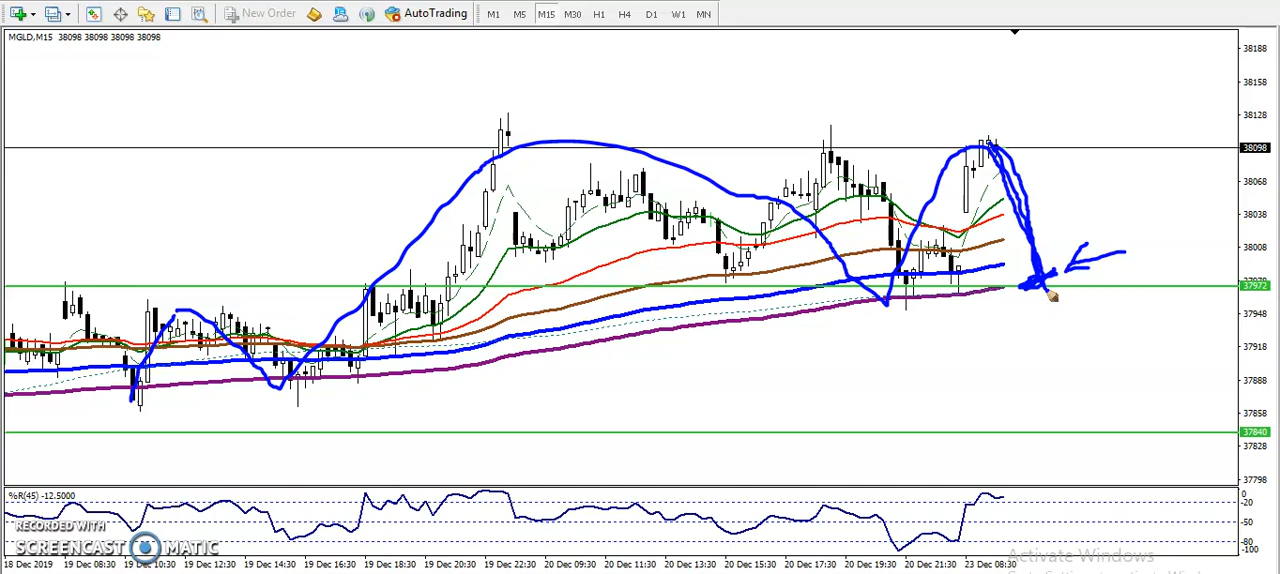 New Order AutoTrading M1 M5 M15 M30 H1 H4 D1 W1 MN
MGLD,M15 38098 38098 38098 38098
38188
38158
38128
38098
38068
38038
38008
37972
37948
37918
37888
37858
37840
37828
37798
%R(45) -12.5000
0
-20
-50
-80
-100
RECORDED WITH
SCREENCAST MATIC
Activate Windows
18 Dec 2019 19 Dec 08:30 19 Dec 10:30 19 Dec 12:30 19 Dec 14:30 19 Dec 16:30 19 Dec 18:30 19 Dec 20:30 19 Dec 22:30 20 Dec 09:30 20 Dec 11:30 20 Dec 13:30 20 Dec 15:30 20 Dec 17:30 20 Dec 19:30 20 Dec 21:30 23 Dec 08:30